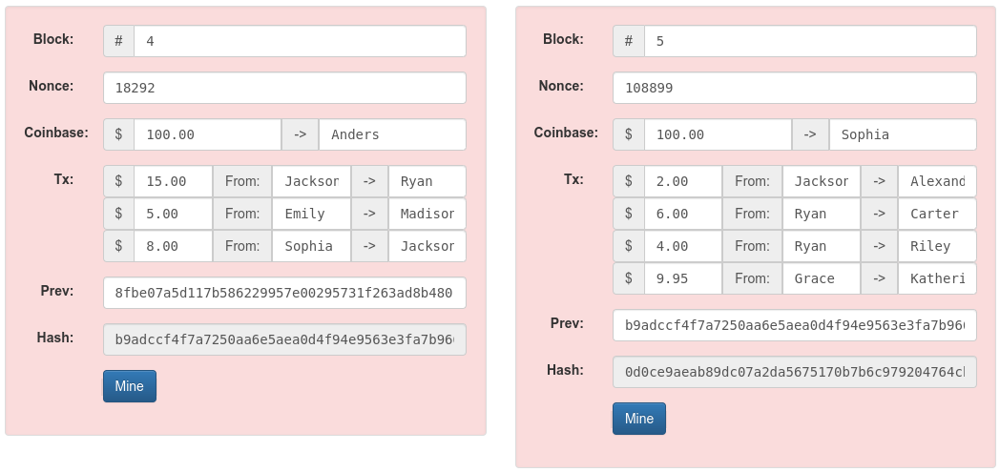 Block: # 4
Nonce: 18292
Coinbase: $ 100.00 -> Anders
Tx: $ 15.00 From: Jackson -> Ryan
$ 5.00 From: Emily -> Madison
$ 8.00 From: Sophia -> Jackson
Prev: 8fbe07a5d117b586229957e00295731f263ad8b480
Hash: b9adccf4f7a7250aa6e5aea0d4f94e9563e3fa7b96
Mine
Block: # 5
Nonce: 108899
Coinbase: $ 100.00 -> Sophia
Tx: $ 2.00 From: Jackson -> Alexand
$ 6.00 From: Ryan -> Carter
$ 4.00 From: Ryan -> Riley
$ 9.95 From: Grace -> Katheri
Prev: b9adccf4f7a7250aa6e5aea0d4f94e9563e3fa7b96
Hash: 0d0ce9aeab89dc07a2da5675170b7b6c979204764c
Mine